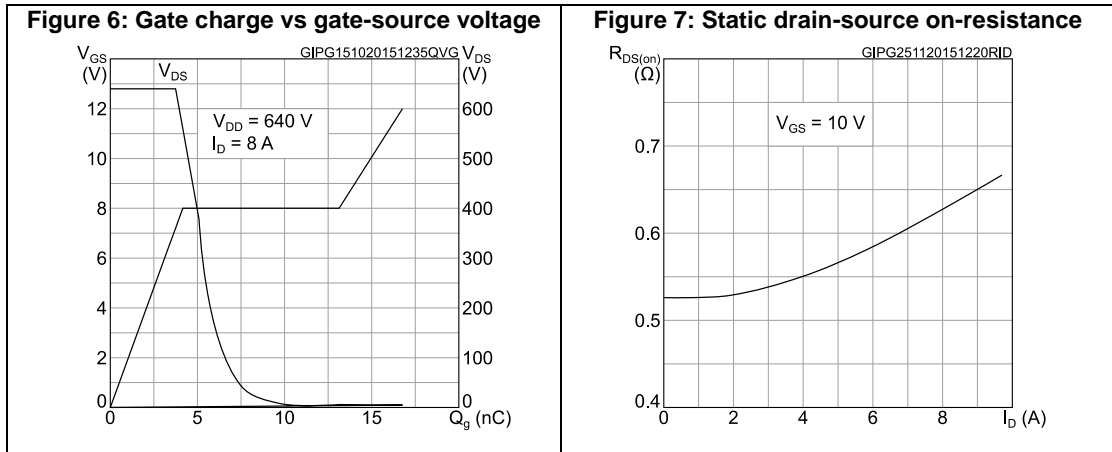 Figure 6: Gate charge vs gate-source voltage
V_GS (V)
GIPG151020151235QVG
V_DS (V)
V_DS
V_DD = 640 V
I_D = 8 A
12
10
8
6
4
2
0
600
500
400
300
200
100
0
0 5 10 15 Q_g (nC)
Figure 7: Static drain-source on-resistance
R_DS(on) (Ω)
GIPG251120151220RID
V_GS = 10 V
0.7
0.6
0.5
0.4
0 2 4 6 8 I_D (A)